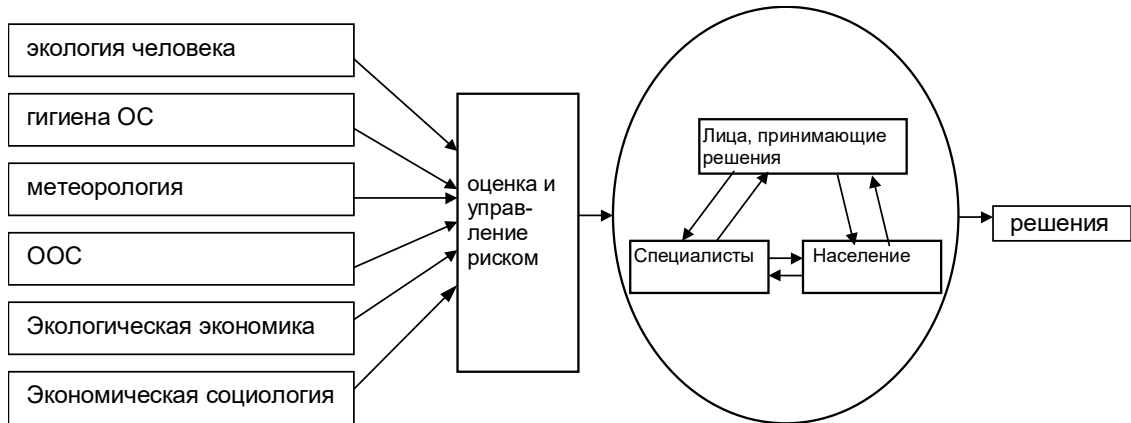 экология человека
гигиена ОС
метеорология
ООС
Экологическая экономика
Экономическая социология
оценка и
управ-
ление
риском
Лица, принимающие
решения
Специалисты
Население
решения